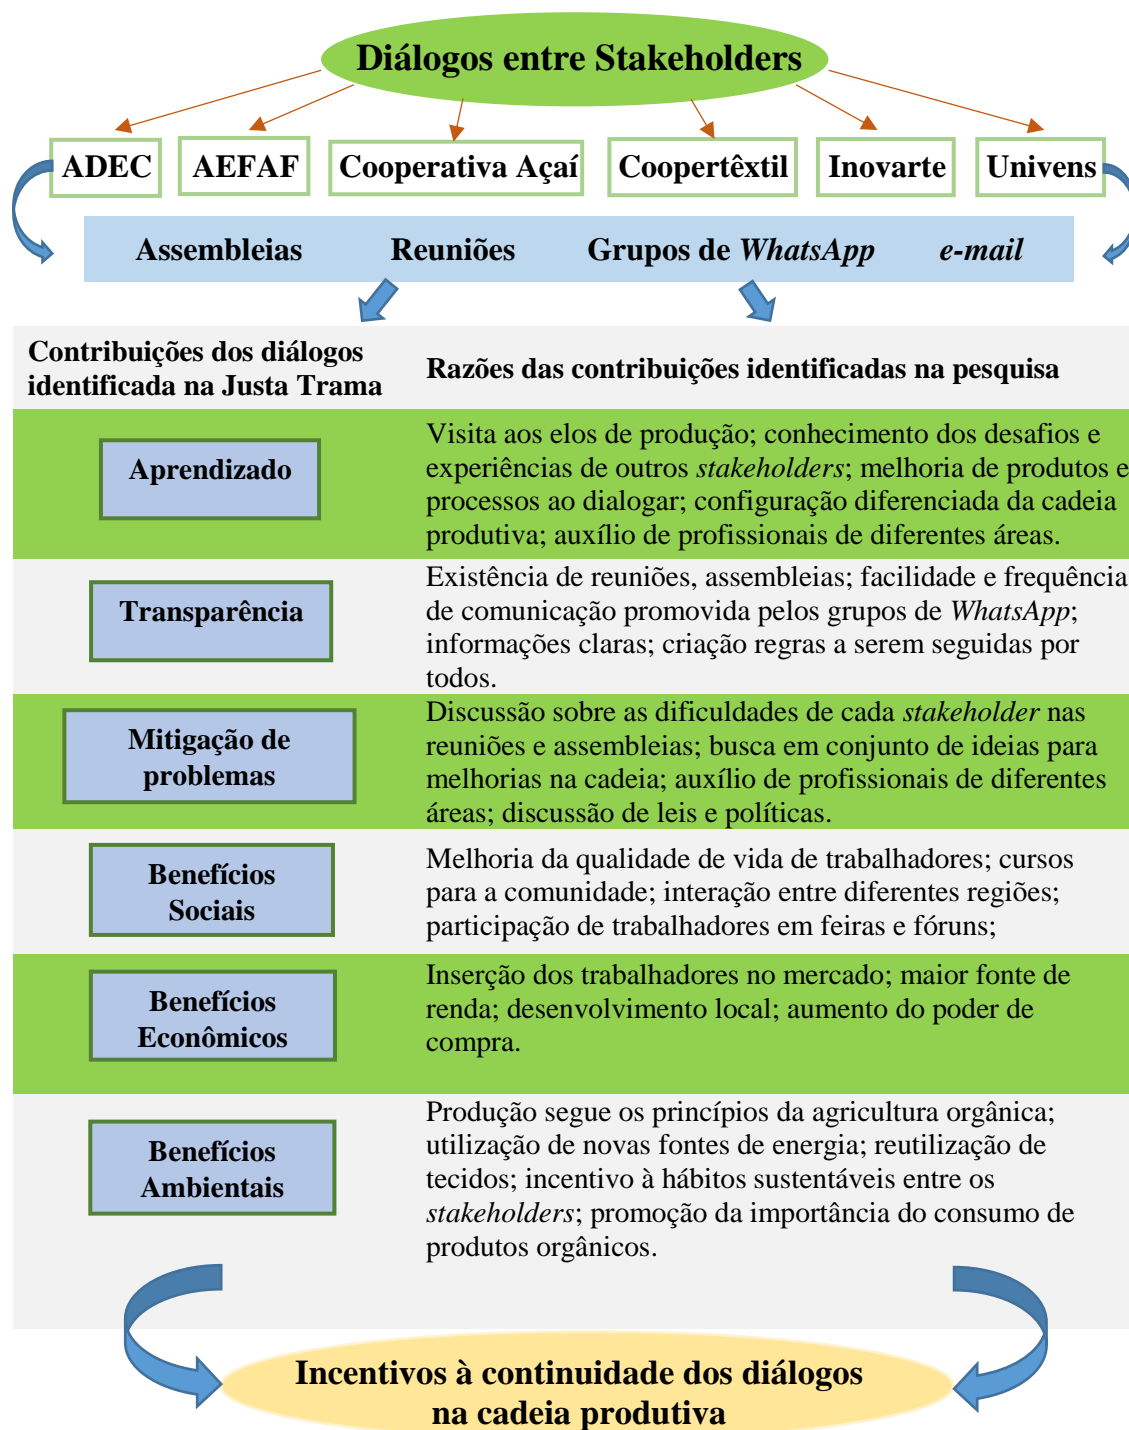 Diálogos entre Stakeholders
ADEC AEFAF Cooperativa Açaí Coopertêxtil Inovarte Univens
Assembleias Reuniões Grupos de WhatsApp e-mail
Contribuições dos diálogos
identificada na Justa Trama
Razões das contribuições identificadas na pesquisa
Aprendizado
Visita aos elos de produção; conhecimento dos desafios e
experiências de outros stakeholders; melhoria de produtos e
processos ao dialogar; configuração diferenciada da cadeia
produtiva; auxílio de profissionais de diferentes áreas.
Transparência
Existência de reuniões, assembleias; facilidade e frequência
de comunicação promovida pelos grupos de WhatsApp;
informações claras; criação regras a serem seguidas por
todos.
Mitigação de
problemas
Discussão sobre as dificuldades de cada stakeholder nas
reuniões e assembleias; busca em conjunto de ideias para
melhorias na cadeia; auxílio de profissionais de diferentes
áreas; discussão de leis e políticas.
Benefícios
Sociais
Melhoria da qualidade de vida de trabalhadores; cursos
para a comunidade; interação entre diferentes regiões;
participação de trabalhadores em feiras e fóruns;
Benefícios
Econômicos
Inserção dos trabalhadores no mercado; maior fonte de
renda; desenvolvimento local; aumento do poder de
compra.
Benefícios
Ambientais
Produção segue os princípios da agricultura orgânica;
utilização de novas fontes de energia; reutilização de
tecidos; incentivo à hábitos sustentáveis entre os
stakeholders; promoção da importância do consumo de
produtos orgânicos.
Incentivos à continuidade dos diálogos
na cadeia produtiva